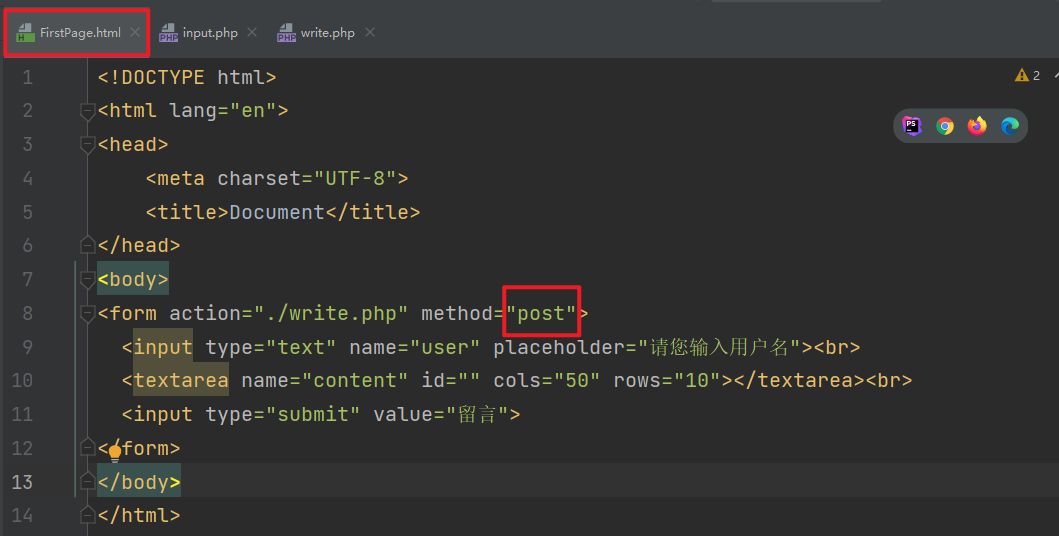 FirstPage.html input.php write.php
1 <!DOCTYPE html>
2 <html lang="en">
3 <head>
4 <meta charset="UTF-8">
5 <title>Document</title>
6 </head>
7 <body>
8 <form action="./write.php" method="post">
9 <input type="text" name="user" placeholder="请您输入用户名"><br>
10 <textarea name="content" id="" cols="50" rows="10"></textarea><br>
11 <input type="submit" value="留言">
12 </form>
13 </body>
14 </html>
2